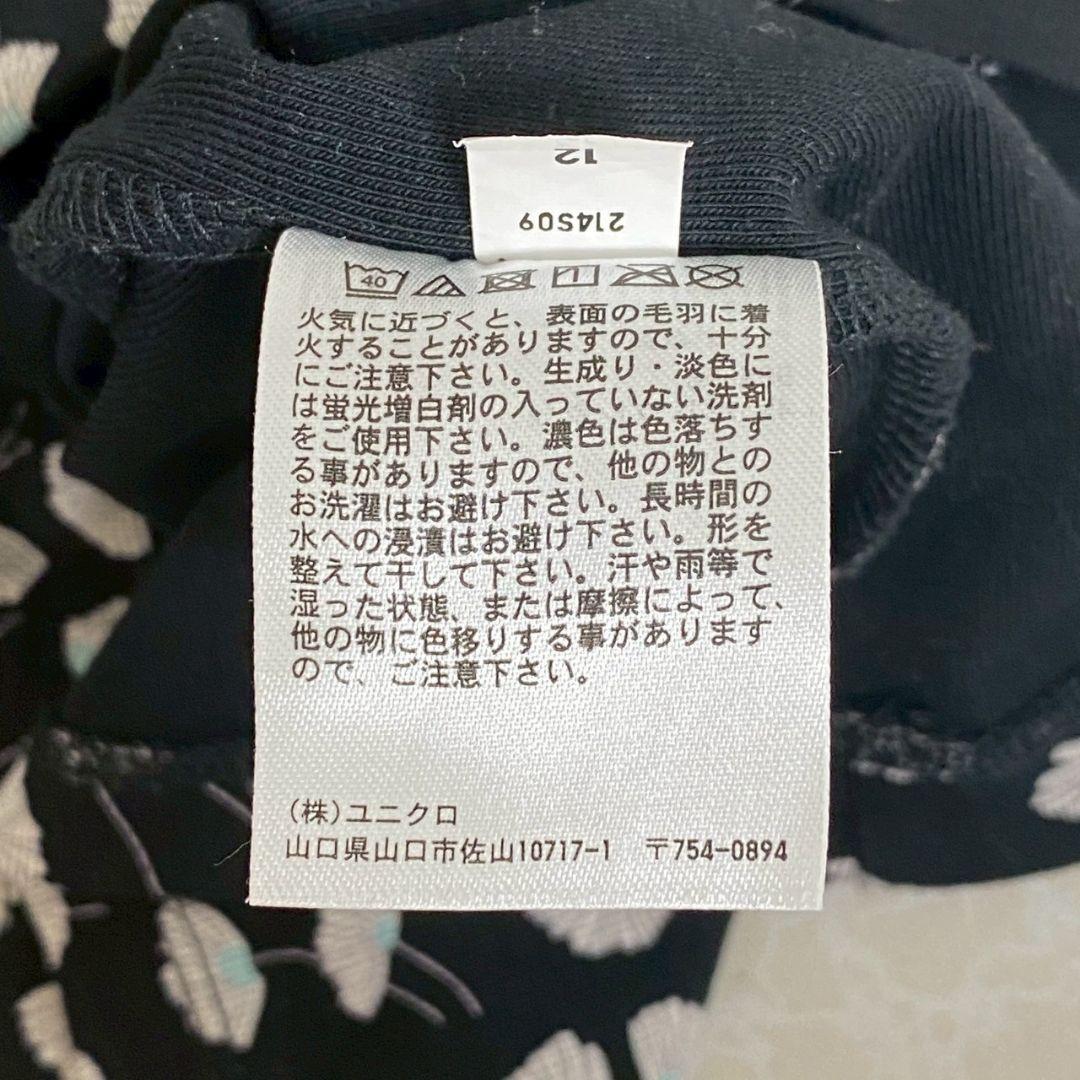 12
214S09
40
火気に近づくと、表面の毛羽に着
火することがありますので、十分
にご注意下さい。生成り・淡色に
は蛍光増白剤の入っていない洗剤
をご使用下さい。濃色は色落ちす
る事がありますので、他の物との
お洗濯はお避け下さい。長時間の
水への浸漬はお避け下さい。形を
整えて干して下さい。汗や雨等で
湿った状態、または摩擦によって、
他の物に色移りする事があります
ので、ご注意下さい。
(株)ユニクロ
山口県山口市佐山10717-1 〒754-0894